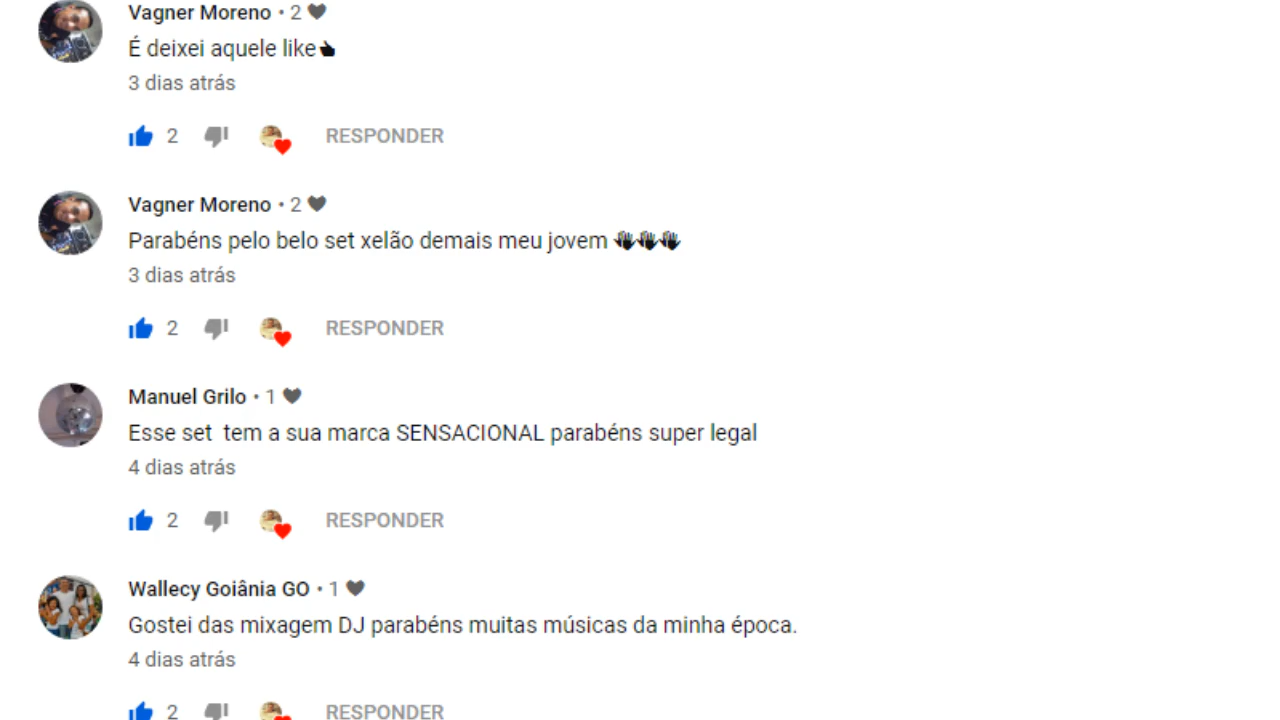 Vagner Moreno • 2 🖤
É deixei aquele like👆
3 dias atrás
2 RESPONDER
Vagner Moreno • 2 🖤
Parabéns pelo belo set xelão demais meu jovem 👋👋👋
3 dias atrás
2 RESPONDER
Manuel Grilo • 1 🖤
Esse set  tem a sua marca SENSACIONAL parabéns super legal
4 dias atrás
2 RESPONDER
Wallecy Goiânia GO • 1 🖤
Gostei das mixagem DJ parabéns muitas músicas da minha época.
4 dias atrás
2 RESPONDER